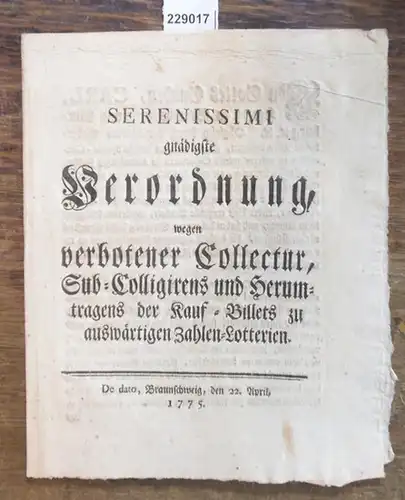 229017
SERENISSIMI
gnädigste
Verordnung,
wegen
verbotener Collectur,
Sub-Colligirens und Herum-
tragens der Kauf-Billets zu
auswärtigen Zahlen-Lotterien.
De dato, Braunschweig, den 22. April,
1775.